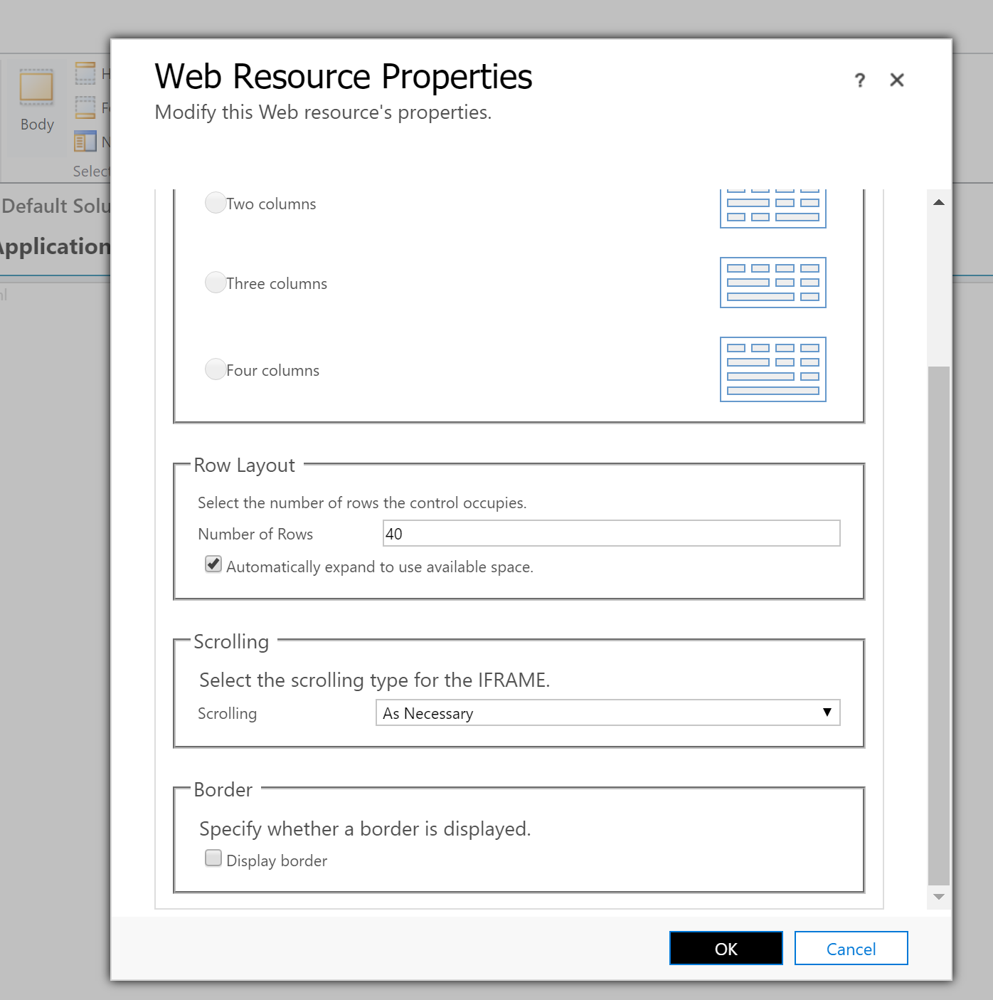 Web Resource Properties
?
Modify this Web resource's properties.
Body
Select
Default Solu
Application
Two columns
Three columns
Four columns
Row Layout
Select the number of rows the control occupies.
Number of Rows 40
Automatically expand to use available space.
Scrolling
Select the scrolling type for the IFRAME.
Scrolling As Necessary
Border
Specify whether a border is displayed.
Display border
OK Cancel